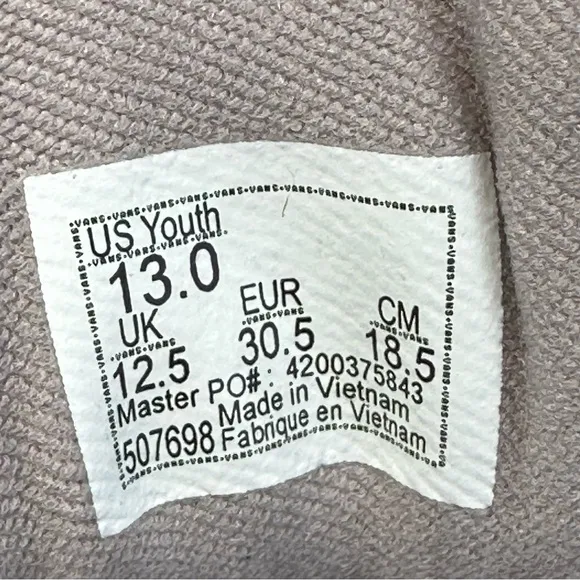 US Youth
13.0
UK EUR CM
12.5 30.5 18.5
Master PO#.: 4200375843
Made in Vietnam
507698 Fabrique en Vietnam